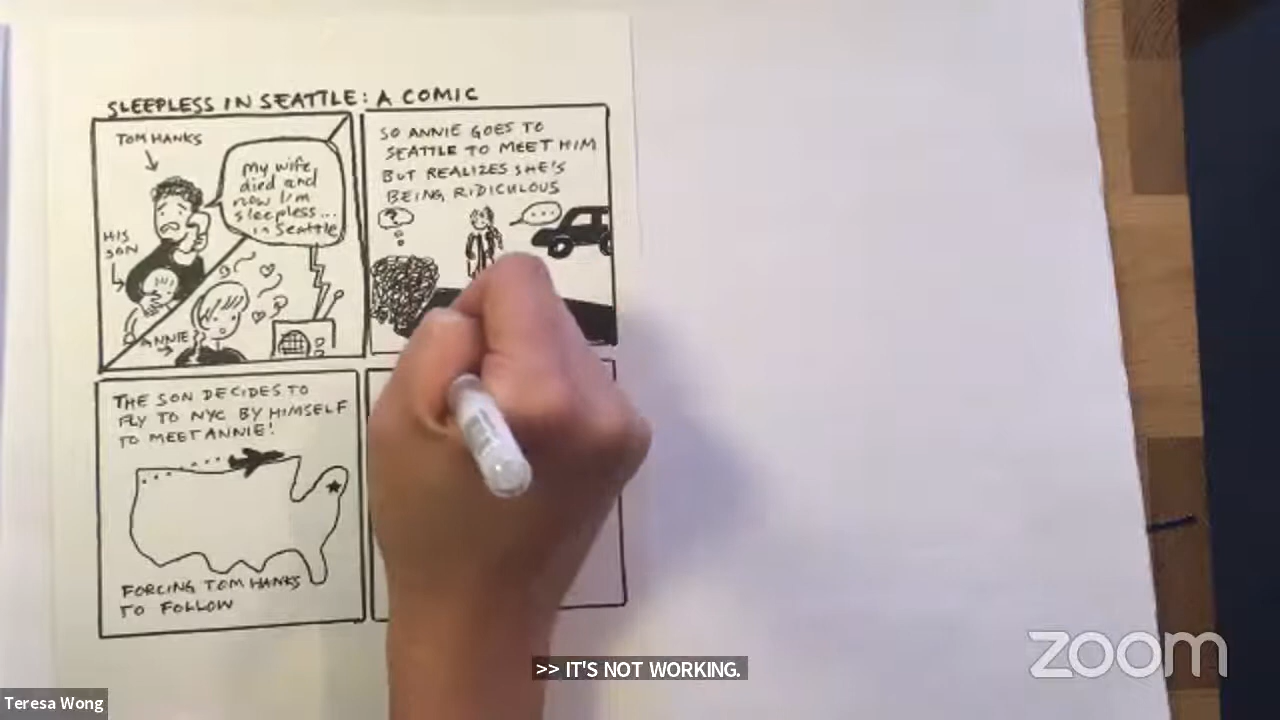 SLEEPLESS IN SEATTLE: A COMIC
TOM HANKS
My wife
died and
now I'm
sleepless...
in Seattle
HIS
SON
ANNIE
SO ANNIE GOES TO
SEATTLE TO MEET HIM
BUT REALIZES SHE'S
BEING RIDICULOUS
?
...
THE SON DECIDES TO
FLY TO NYC BY HIMSELF
TO MEET ANNIE!
FORCING TOM HANKS
TO FOLLOW
>> IT'S NOT WORKING.
zoom
Teresa Wong